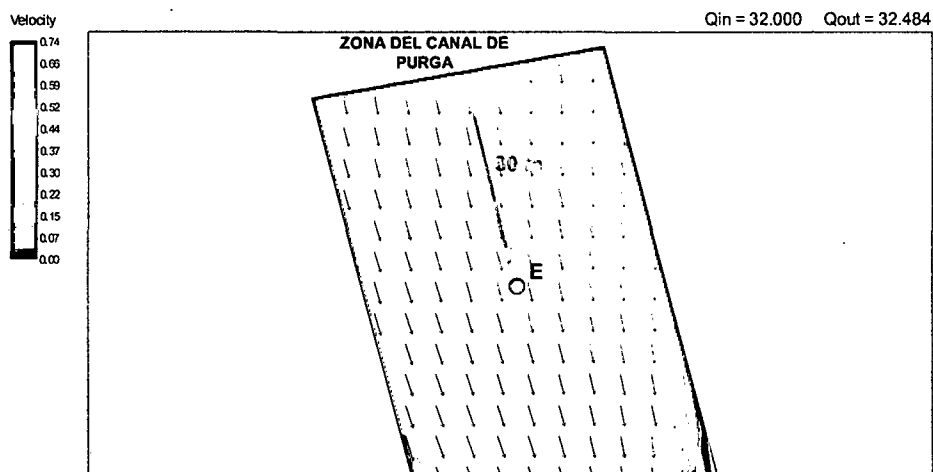 Velocity
Qin = 32.000 Qout = 32.484
0.74
0.66
0.59
0.52
0.44
0.37
0.30
0.22
0.15
0.07
0.00
ZONA DEL CANAL DE
PURGA
30 m
E